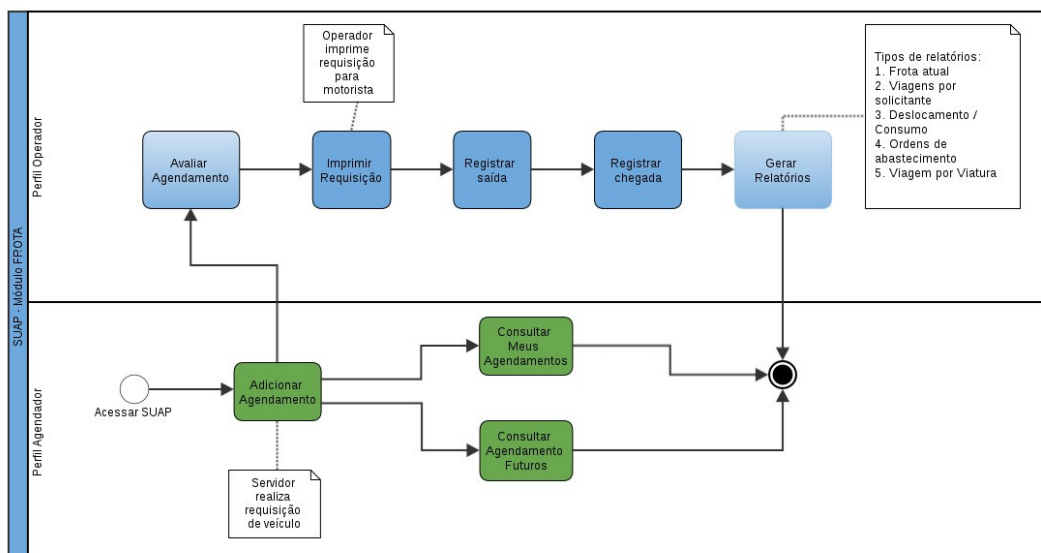 SUAP - Módulo FROTA
Perfil Operador
Operador
imprime
requisição
para
motorista
Tipos de relatórios:
1. Frota atual
2. Viagens por
solicitante
3. Deslocamento /
Consumo
4. Ordens de
abastecimento
5. Viagem por Viatura
Avaliar
Agendamento
Imprimir
Requisição
Registrar
saída
Registrar
chegada
Gerar
Relatórios
Perfil Agendador
Acessar SUAP
Adicionar
Agendamento
Consultar
Meus
Agendamentos
Consultar
Agendamento
Futuros
Servidor
realiza
requisição
de veículo